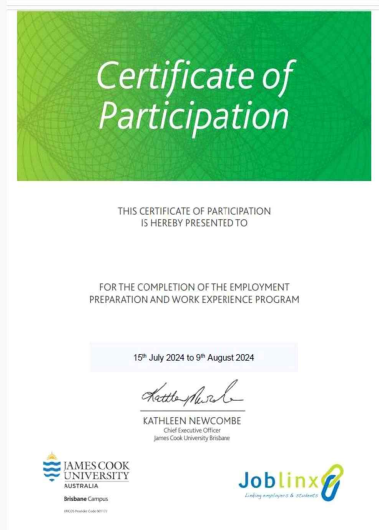 Certificate of
Participation
THIS CERTIFICATE OF PARTICIPATION
IS HEREBY PRESENTED TO
FOR THE COMPLETION OF THE EMPLOYMENT
PREPARATION AND WORK EXPERIENCE PROGRAM
15th July 2024 to 9th August 2024
KATHLEEN NEWCOMBE
Chief Executive Officer
James Cook University Brisbane
JAMES COOK
UNIVERSITY
AUSTRALIA
Brisbane Campus
Joblinx
Linking employers & students